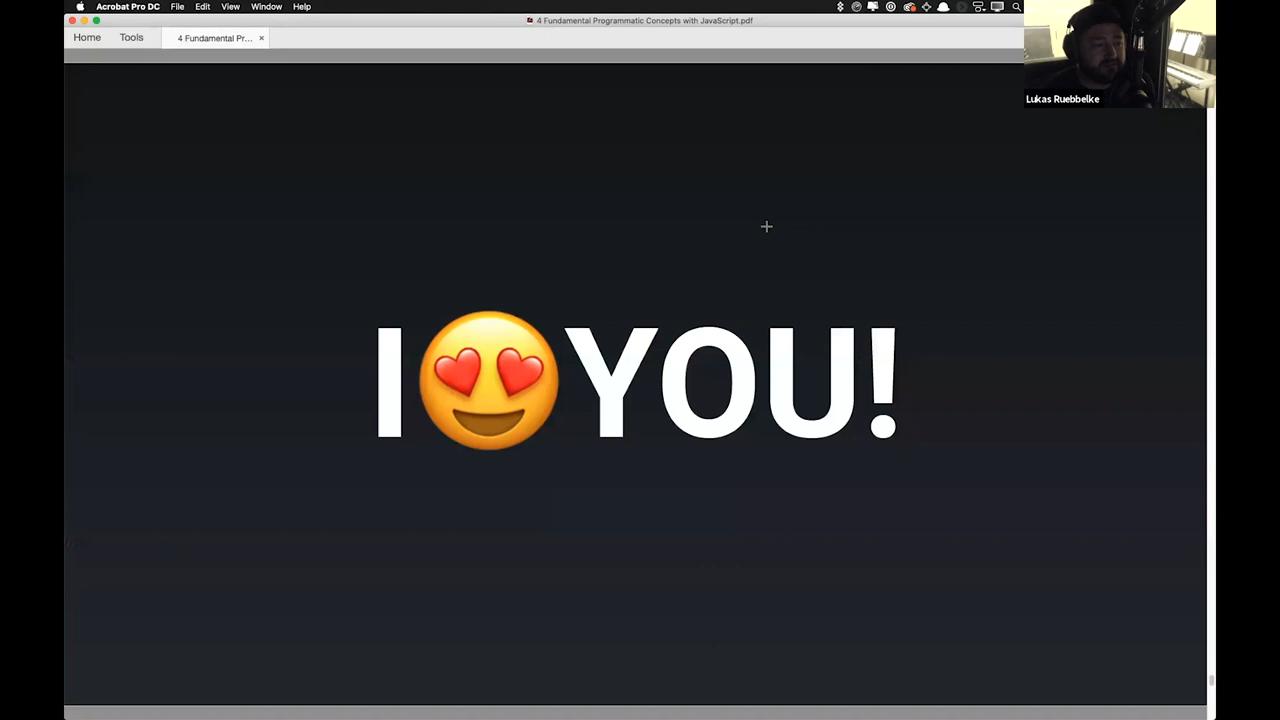 Acrobat Pro DC File Edit View Window Help
4 Fundamental Programmatic Concepts with JavaScript.pdf
Home Tools 4 Fundamental Pr... ×
Lukas Ruebbelke
I😍YOU!